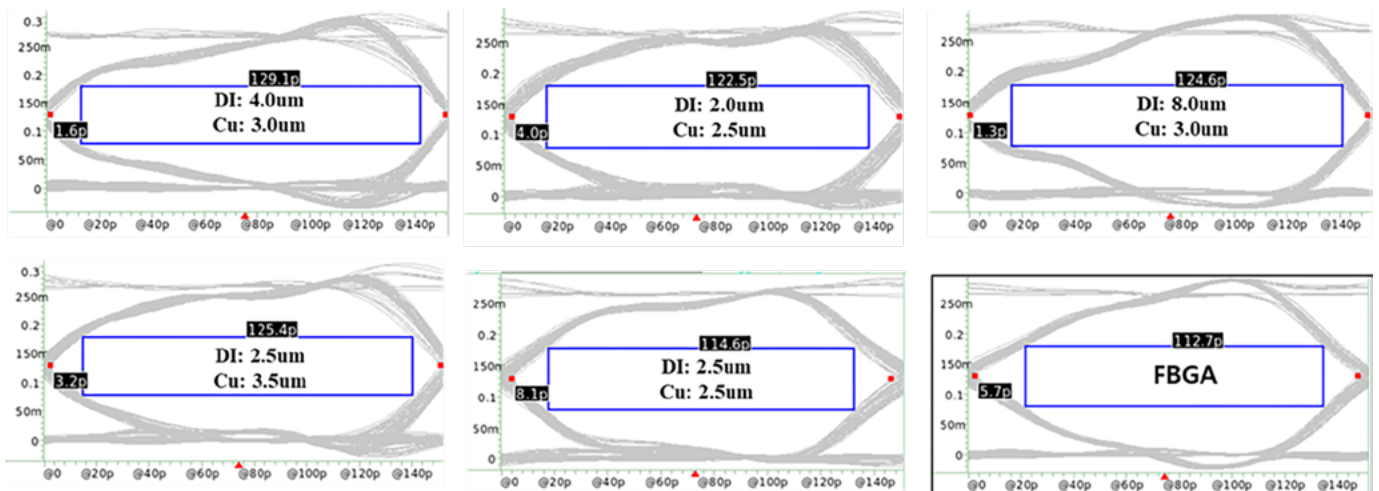 0.3
250m
0.2
150m
0.1
50m
0
129.1p
DI: 4.0um
Cu: 3.0um
1.6p
@0 @20p @40p @60p @80p @100p @120p @140p
250m
0.2
150m
0.1
50m
0
122.5p
DI: 2.0um
Cu: 2.5um
4.0p
@0 @20p @40p @60p @80p @100p @120p @140p
0.3
250m
0.2
150m
0.1
50m
0
124.6p
DI: 8.0um
Cu: 3.0um
1.3p
@0 @20p @40p @60p @80p @100p @120p @140p
0.3
250m
0.2
150m
0.1
50m
0
125.4p
DI: 2.5um
Cu: 3.5um
3.2p
@0 @20p @40p @60p @80p @100p @120p @140p
250m
0.2
150m
0.1
50m
0
114.6p
DI: 2.5um
Cu: 2.5um
8.1p
@0 @20p @40p @60p @80p @100p @120p @140p
250m
0.2
150m
0.1
50m
0
112.7p
FBGA
5.7p
@0 @20p @40p @60p @80p @100p @120p @140p